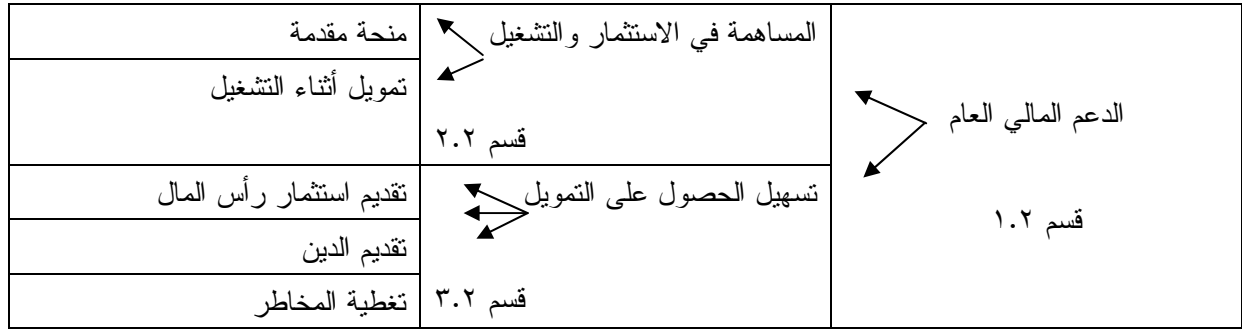 الدعم المالي العام
قسم ١.٢
المساهمة في الاستثمار والتشغيل
قسم ٢.٢
منحة مقدمة
تمويل أثناء التشغيل
تسهيل الحصول على التمويل
قسم ٣.٢
تقديم استثمار رأس المال
تقديم الدين
تغطية المخاطر